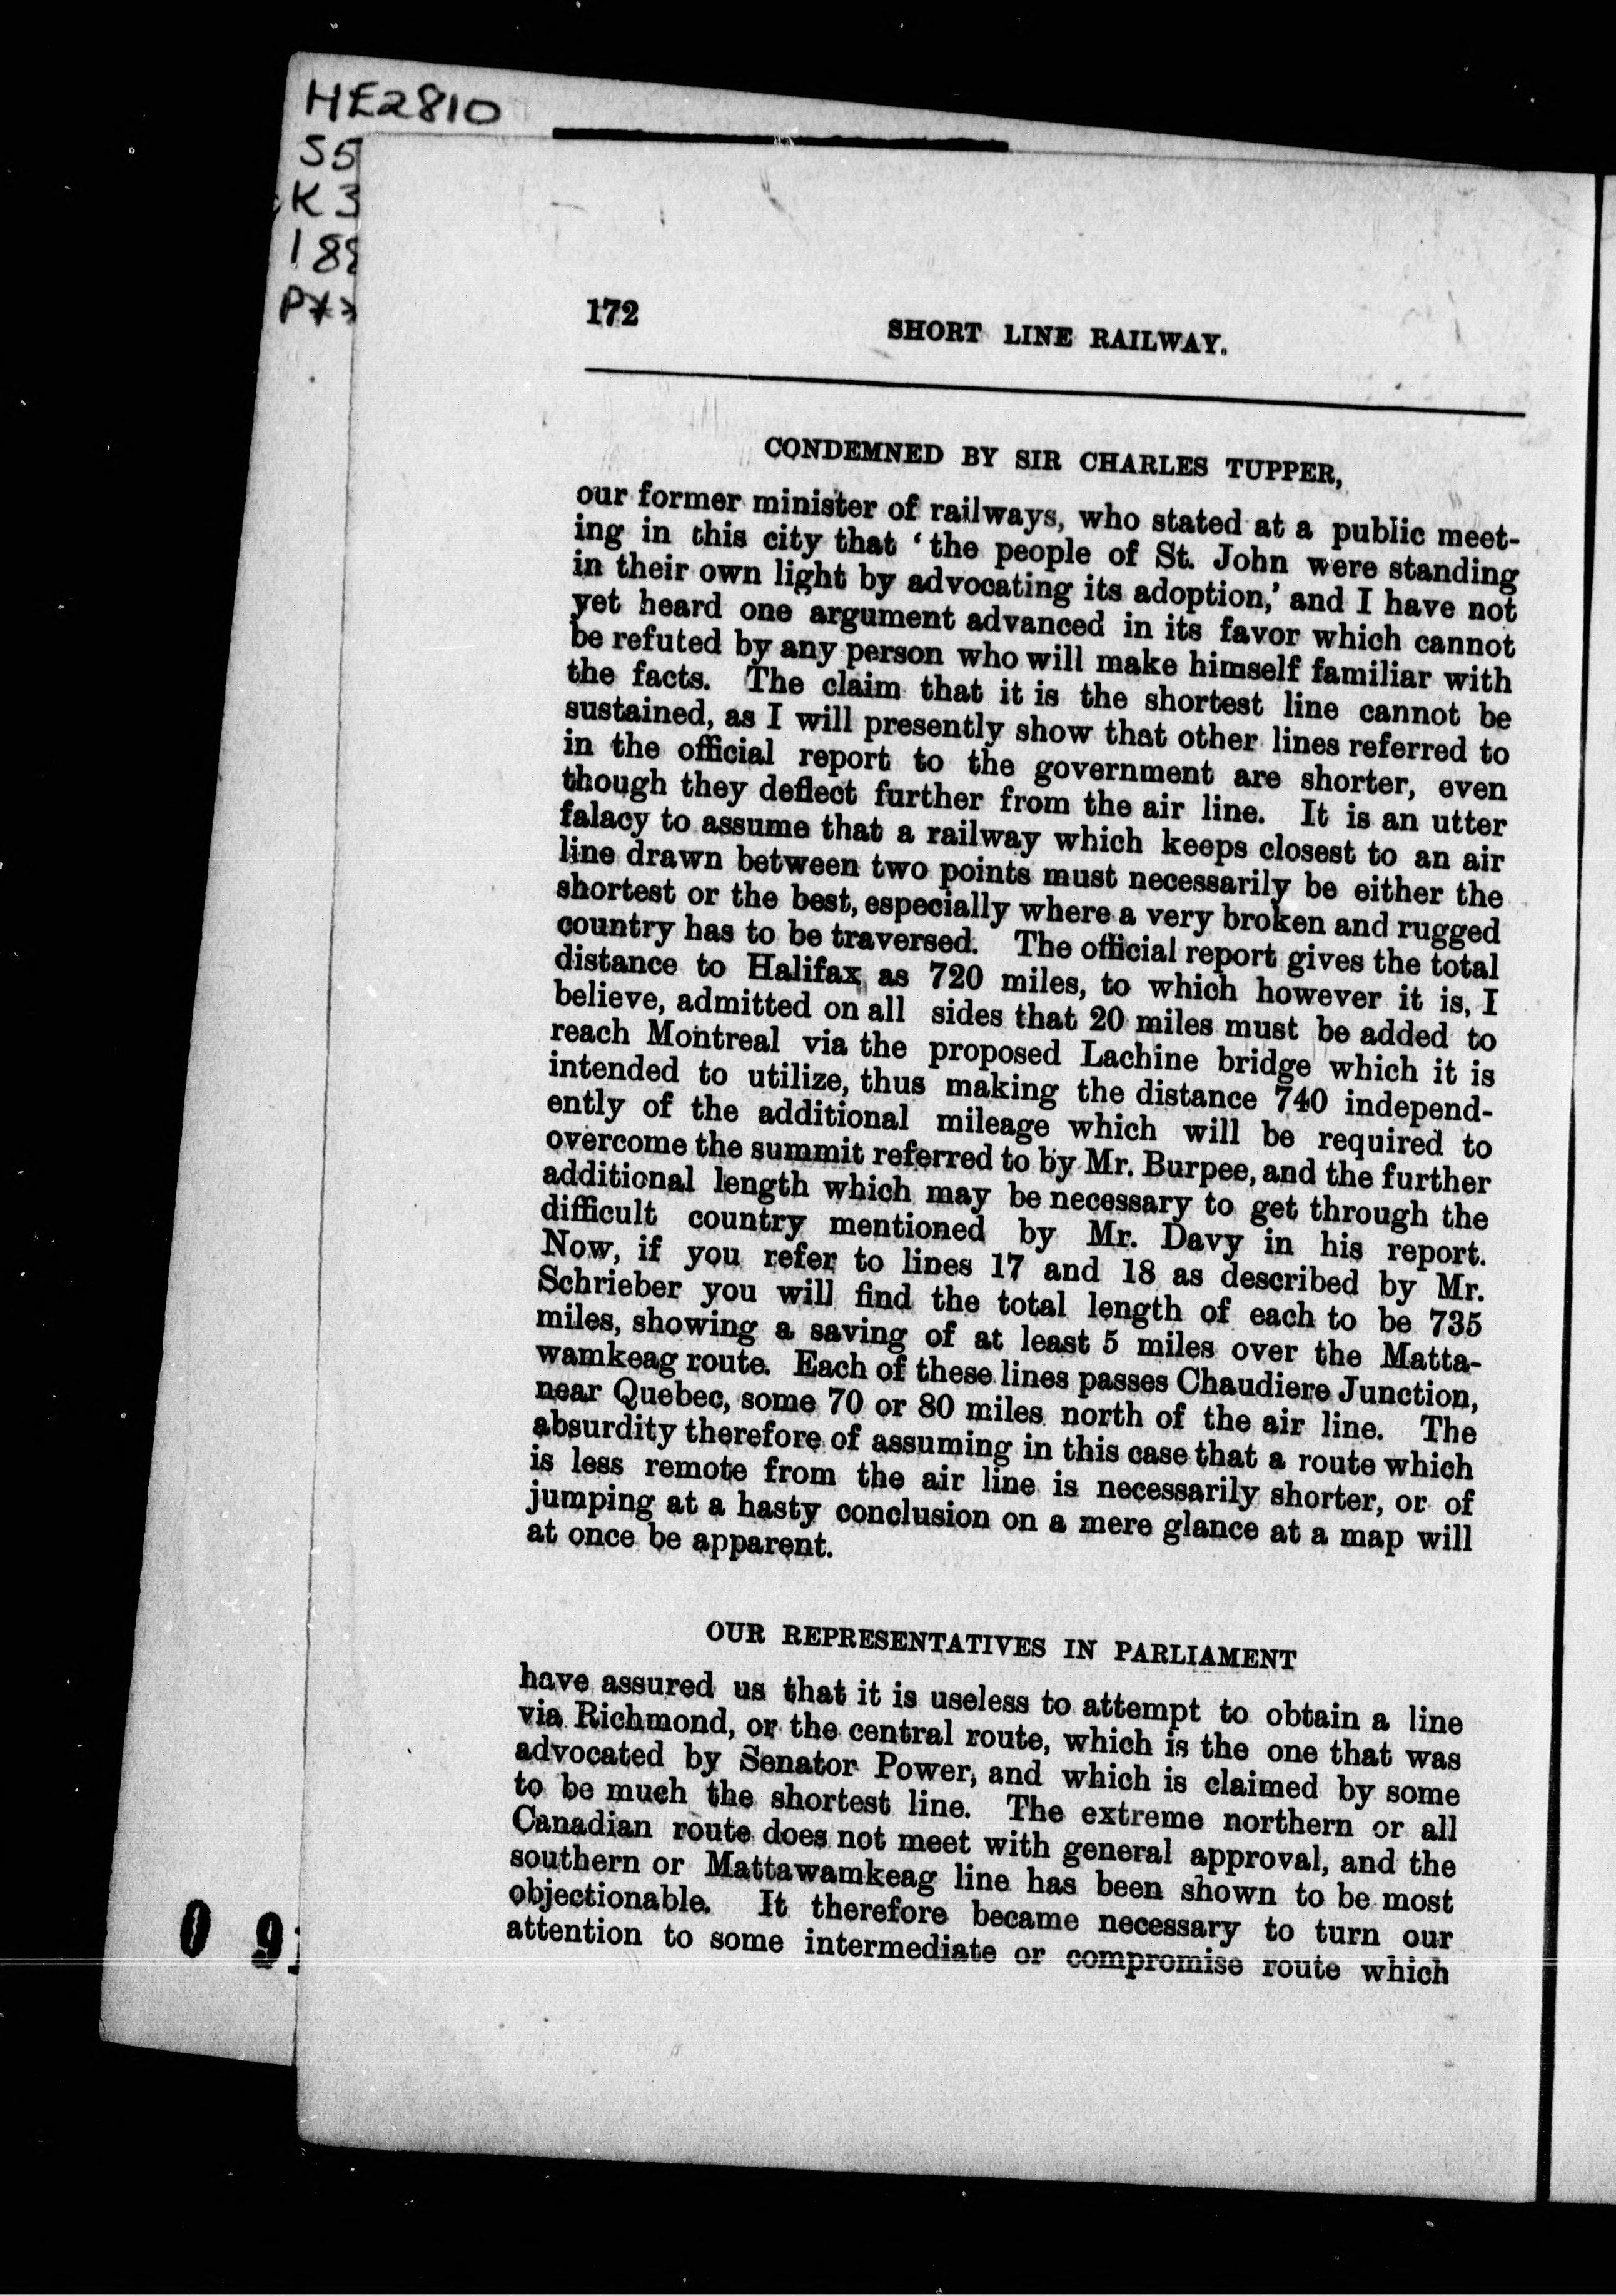 HE2810
S5
K3
188
172
SHORT LINE RAILWAY.
CONDEMNED BY SIR CHARLES TUPPER,
our former minister of railways, who stated at a public meet-
ing in this city that ‘the people of St. John were standing
in their own light by advocating its adoption,’ and I have not
yet heard one argument advanced in its favor which cannot
be refuted by any person who will make himself familiar with
the facts. The claim that it is the shortest line cannot be
sustained, as I will presently show that other lines referred to
in the official report to the government are shorter, even
though they deflect further from the air line. It is an utter
falacy to assume that a railway which keeps closest to an air
line drawn between two points must necessarily be either the
shortest or the best, especially where a very broken and rugged
country has to be traversed. The official report gives the total
distance to Halifax as 720 miles, to which however it is, I
believe, admitted on all sides that 20 miles must be added to
reach Montreal via the proposed Lachine bridge which it is
intended to utilize, thus making the distance 740 independ-
ently of the additional mileage which will be required to
overcome the summit referred to by Mr. Burpee, and the further
additional length which may be necessary to get through the
difficult country mentioned by Mr. Davy in his report.
Now, if you refer to lines 17 and 18 as described by Mr.
Schrieber you will find the total length of each to be 735
miles, showing a saving of at least 5 miles over the Matta-
wamkeag route. Each of these lines passes Chaudiere Junction,
near Quebec, some 70 or 80 miles north of the air line. The
absurdity therefore of assuming in this case that a route which
is less remote from the air line is necessarily shorter, or of
jumping at a hasty conclusion on a mere glance at a map will
at once be apparent.
OUR REPRESENTATIVES IN PARLIAMENT
have assured us that it is useless to attempt to obtain a line
via Richmond, or the central route, which is the one that was
advocated by Senator Power, and which is claimed by some
to be much the shortest line. The extreme northern or all
Canadian route does not meet with general approval, and the
southern or Mattawamkeag line has been shown to be most
objectionable. It therefore became necessary to turn our
attention to some intermediate or compromise route which
0 9